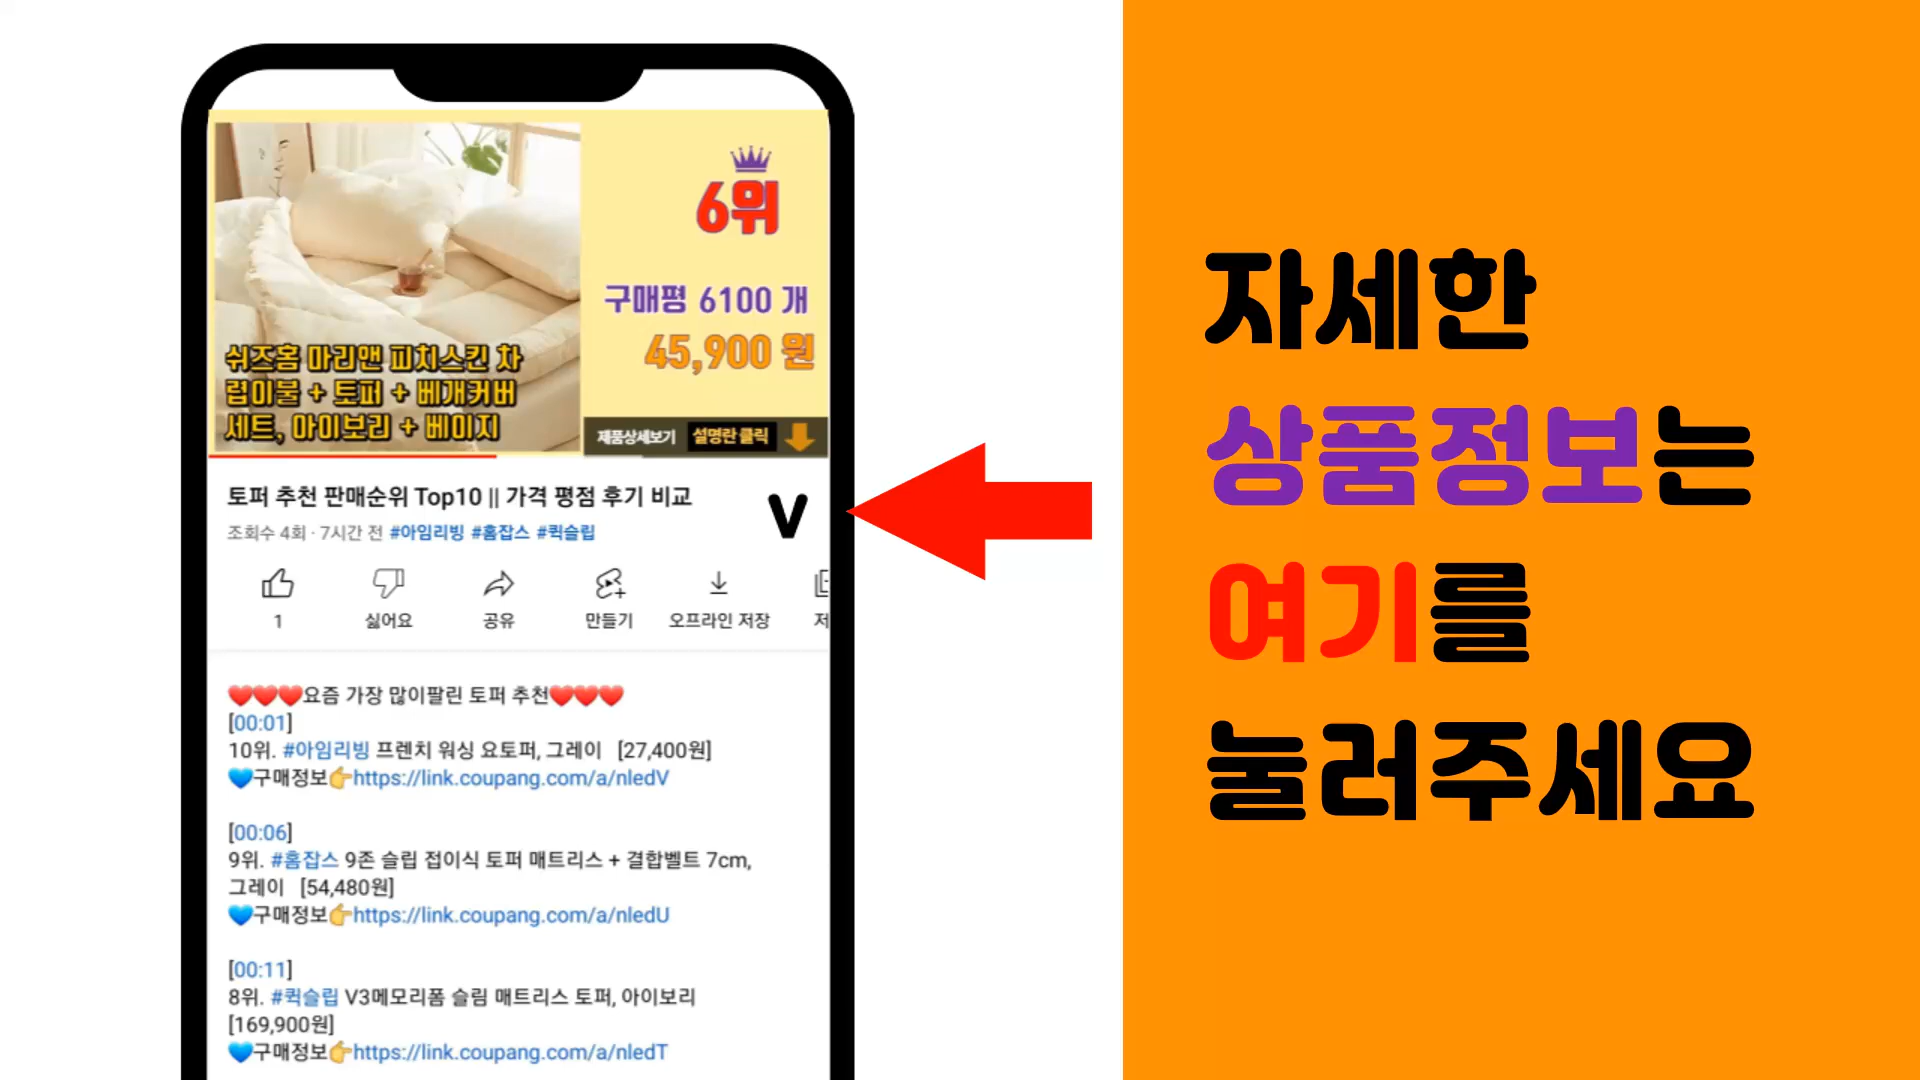 6위
구매평 6100 개
45,900 원
쉬즈홈 마리앤 피치스킨 차
렵이불 + 토퍼 + 베개커버
세트, 아이보리 + 베이지
제품상세보기 설명란 클릭
토퍼 추천 판매순위 Top10 || 가격 평점 후기 비교
V
조회수 4회 · 7시간 전 #아임리빙 #홈잡스 #퀵슬립
1 싫어요 공유 만들기 오프라인 저장 저
❤️❤️❤️요즘 가장 많이팔린 토퍼 추천❤️❤️❤️
[00:01]
10위. #아임리빙 프렌치 워싱 요토퍼, 그레이 [27,400원]
💙구매정보👉https://link.coupang.com/a/nledV
[00:06]
9위. #홈잡스 9존 슬립 접이식 토퍼 매트리스 + 결합벨트 7cm,
그레이 [54,480원]
💙구매정보👉https://link.coupang.com/a/nledU
[00:11]
8위. #퀵슬립 V3메모리폼 슬림 매트리스 토퍼, 아이보리
[169,900원]
💙구매정보👉https://link.coupang.com/a/nledT
자세한
상품정보는
여기를
눌러주세요